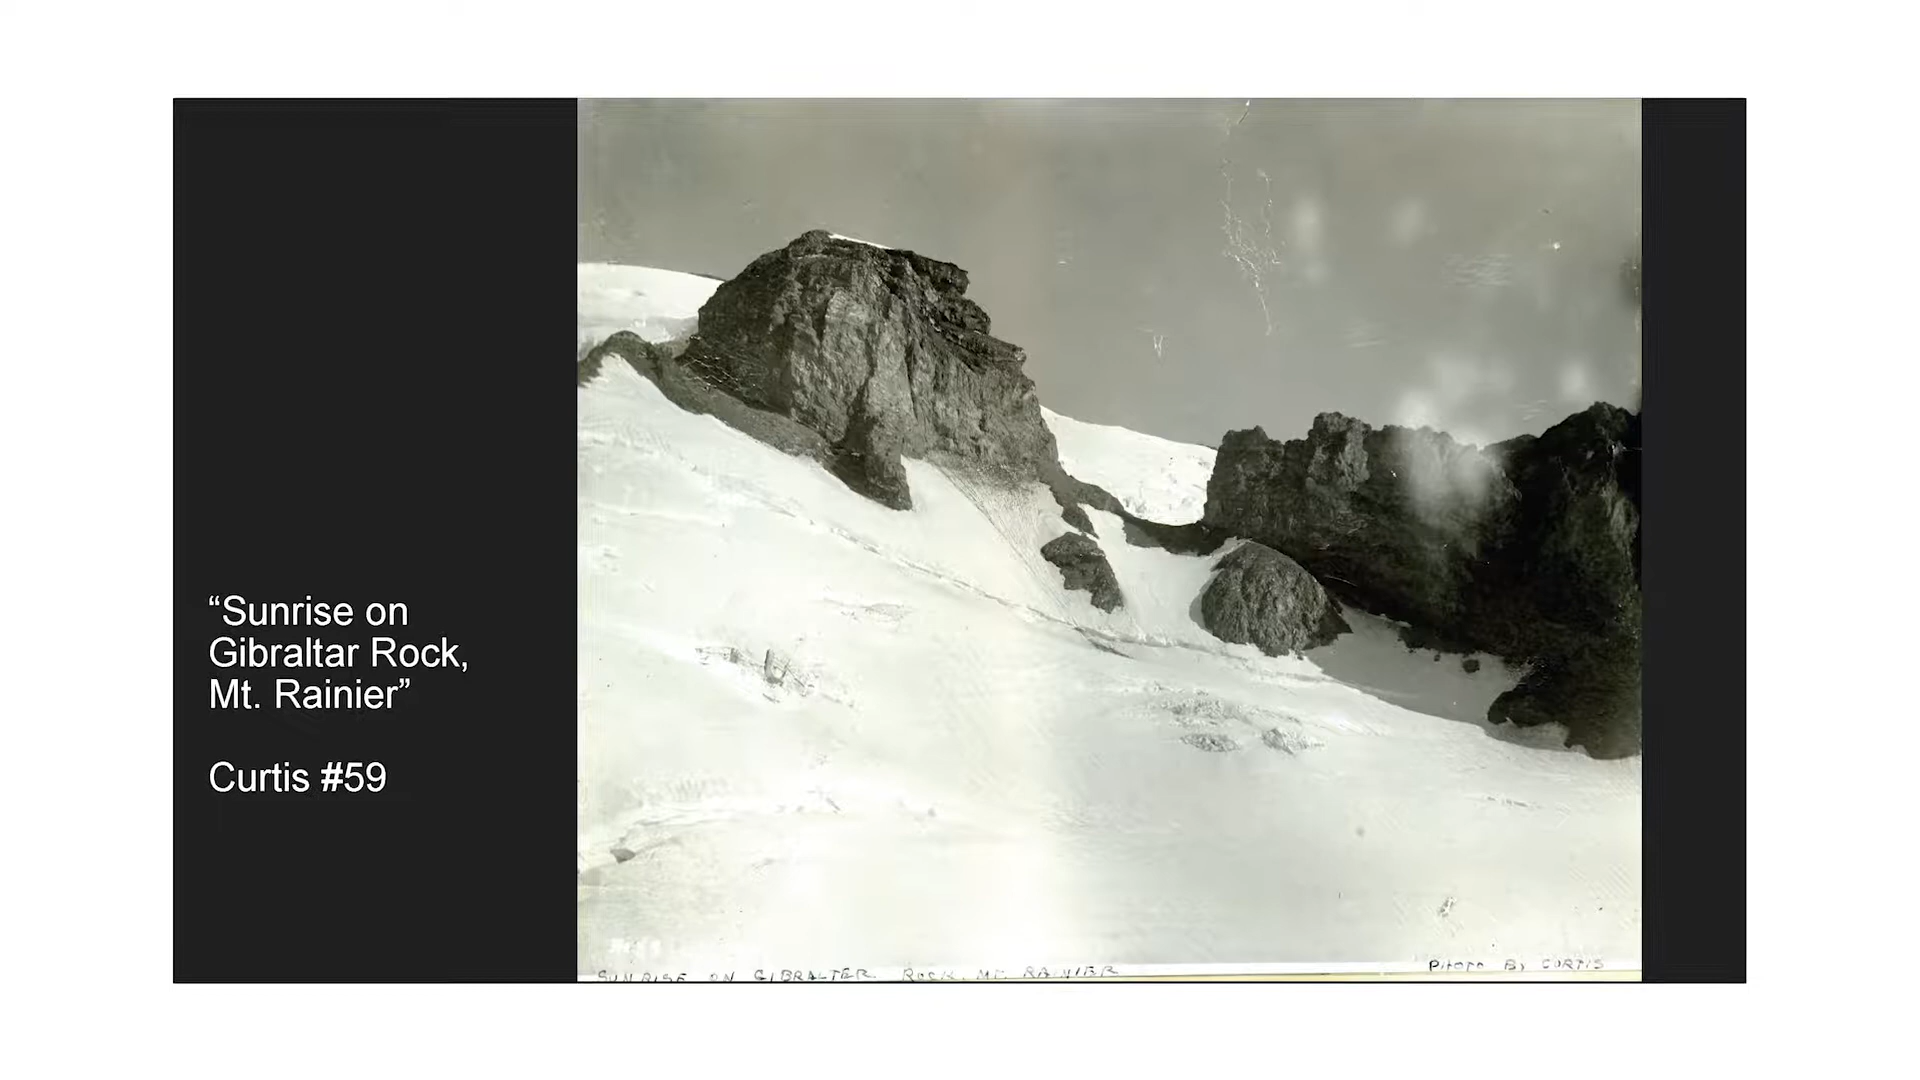 “Sunrise on
Gibraltar Rock,
Mt. Rainier”
Curtis #59
SUNRISE ON GIBRALTER ROCK, MT. RAINIER
PHOTO By CURTIS